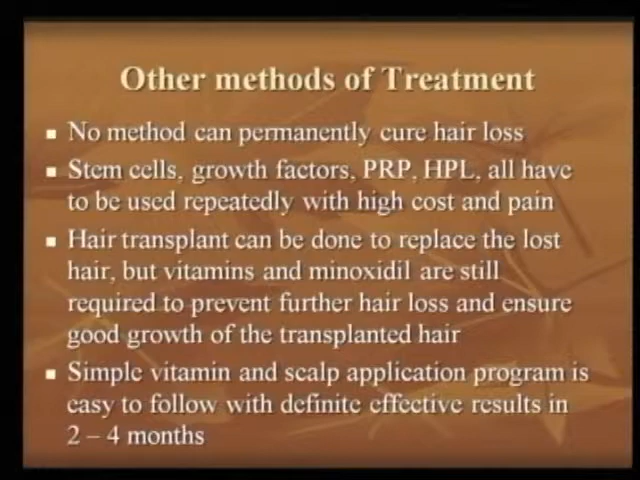 Other methods of Treatment
▪ No method can permanently cure hair loss
▪ Stem cells, growth factors, PRP, HPL, all have
to be used repeatedly with high cost and pain
▪ Hair transplant can be done to replace the lost
hair, but vitamins and minoxidil are still
required to prevent further hair loss and ensure
good growth of the transplanted hair
▪ Simple vitamin and scalp application program is
easy to follow with definite effective results in
2 – 4 months